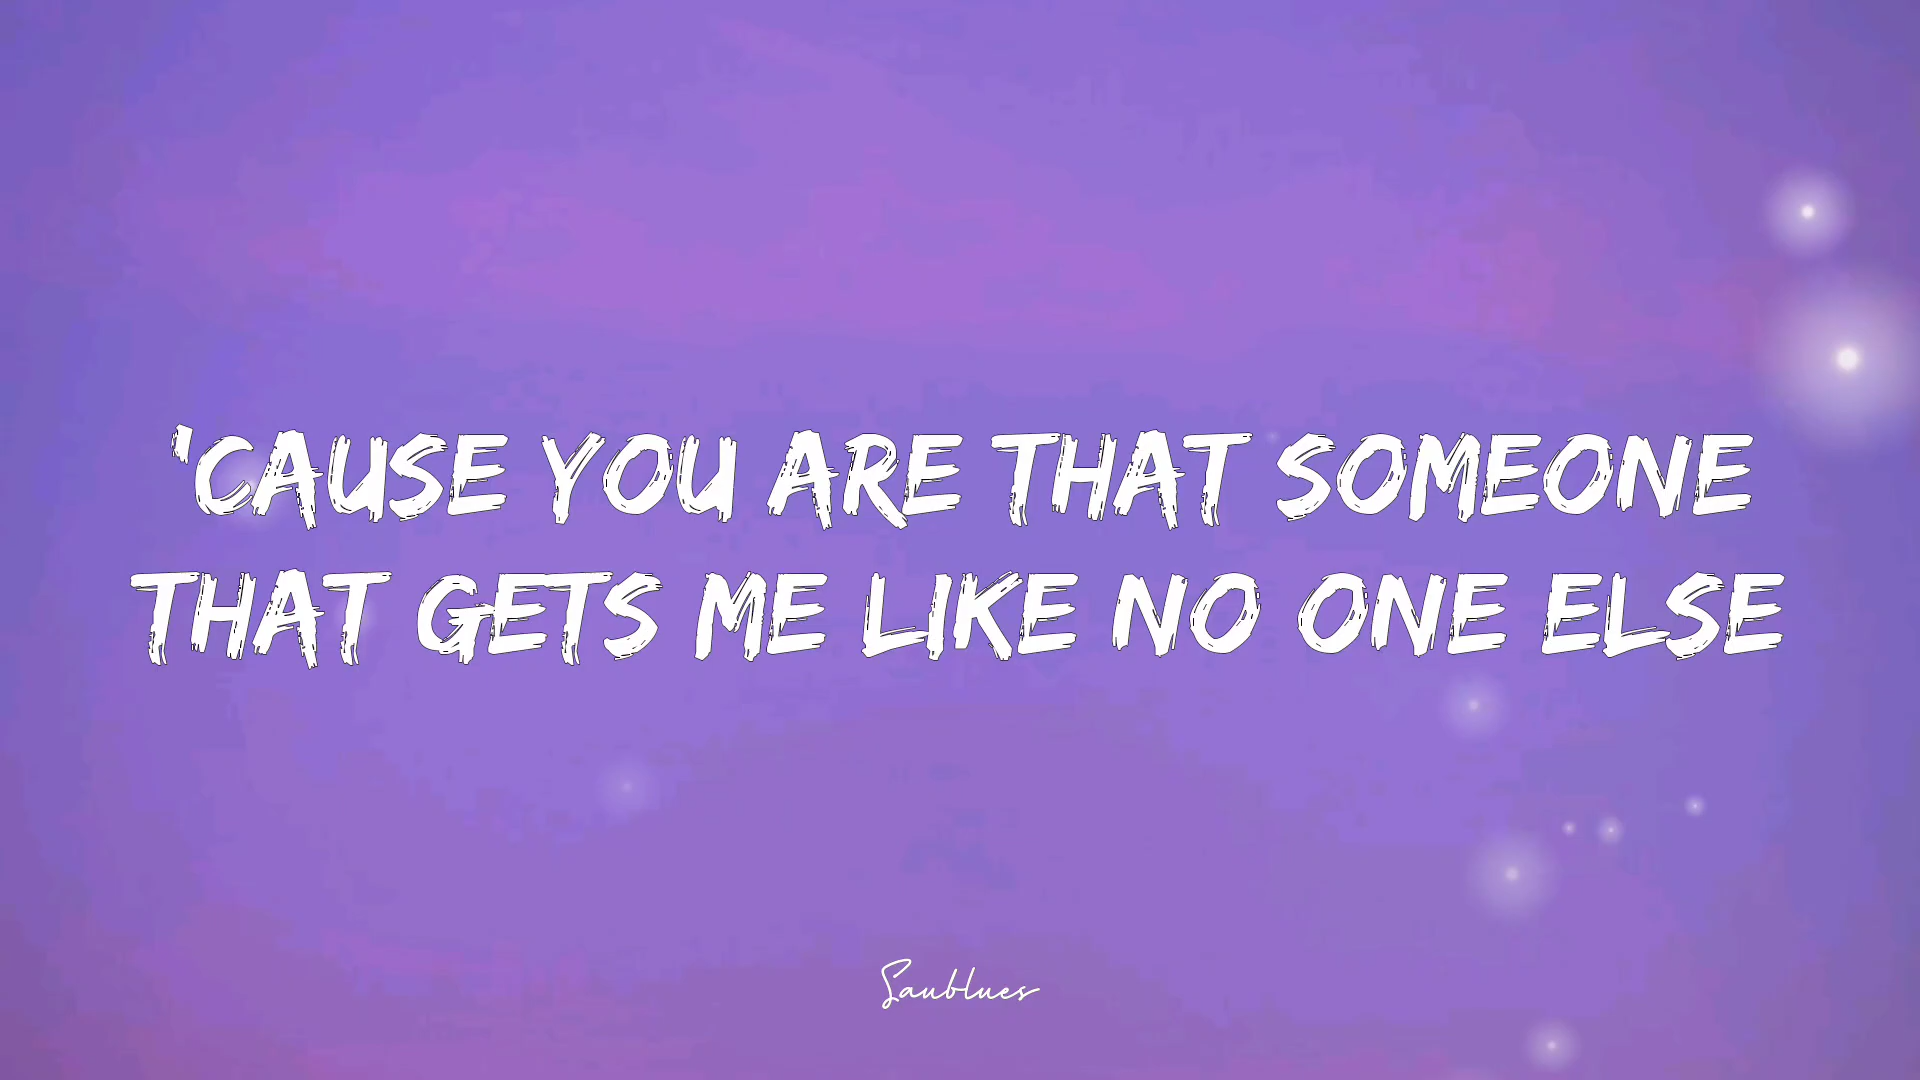 'CAUSE YOU ARE THAT SOMEONE
THAT GETS ME LIKE NO ONE ELSE
Saublues